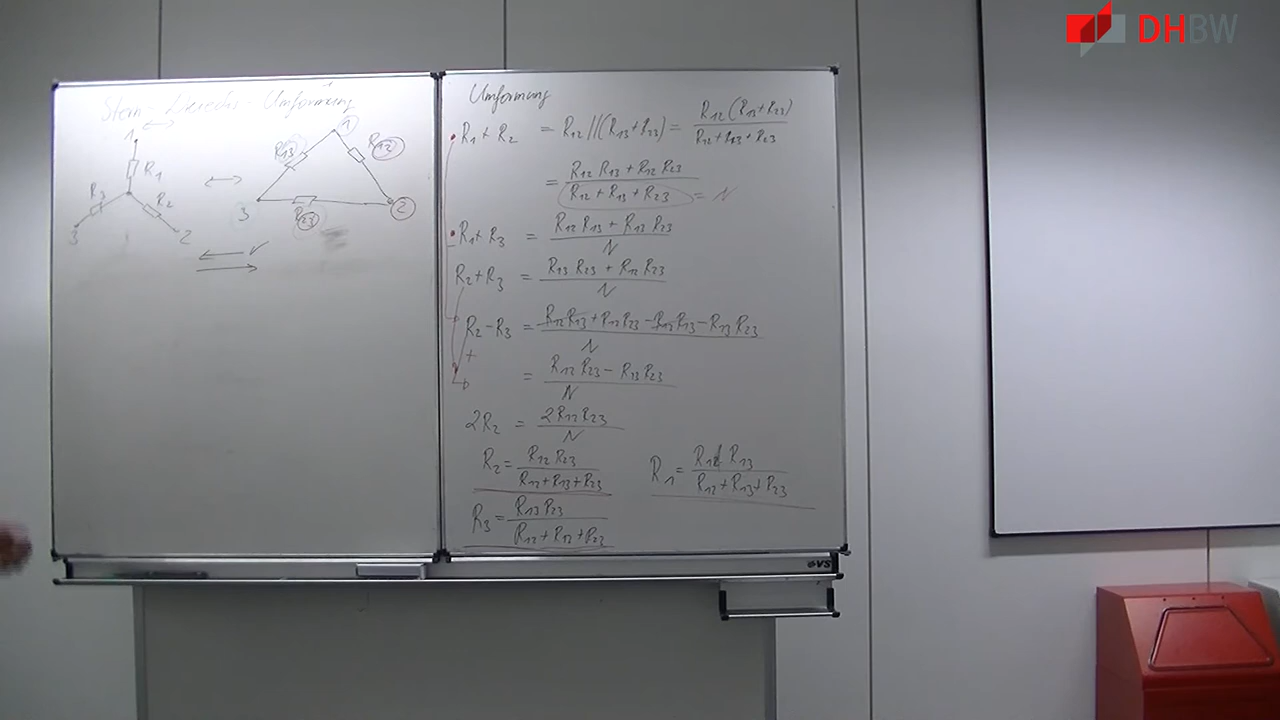 DHBW
Stern-Dreieck-Umformung
1
R₁
R₃
R₂
3
2
1
R₁₃
R₁₂
3
R₂₃
2
Umformung
R₁ + R₂ = R₁₂ // (R₁₃ + R₂₃) = R₁₂ (R₁₃ + R₂₃) / R₁₂ + R₁₃ + R₂₃
= R₁₂ R₁₃ + R₁₂ R₂₃ / R₁₂ + R₁₃ + R₂₃ = N
R₁ + R₃ = R₁₂ R₁₃ + R₁₃ R₂₃ / N
R₂ + R₃ = R₁₃ R₂₃ + R₁₂ R₂₃ / N
R₂ - R₃ = R₁₂ R₁₃ + R₁₂ R₂₃ - R₁₂ R₁₃ - R₁₃ R₂₃ / N
+
= R₁₂ R₂₃ - R₁₃ R₂₃ / N
2R₂ = 2 R₁₂ R₂₃ / N
R₂ = R₁₂ R₂₃ / R₁₂ + R₁₃ + R₂₃
R₁ = R₁₂ R₁₃ / R₁₂ + R₁₃ + R₂₃
R₃ = R₁₃ R₂₃ / R₁₂ + R₁₃ + R₂₃
eVS